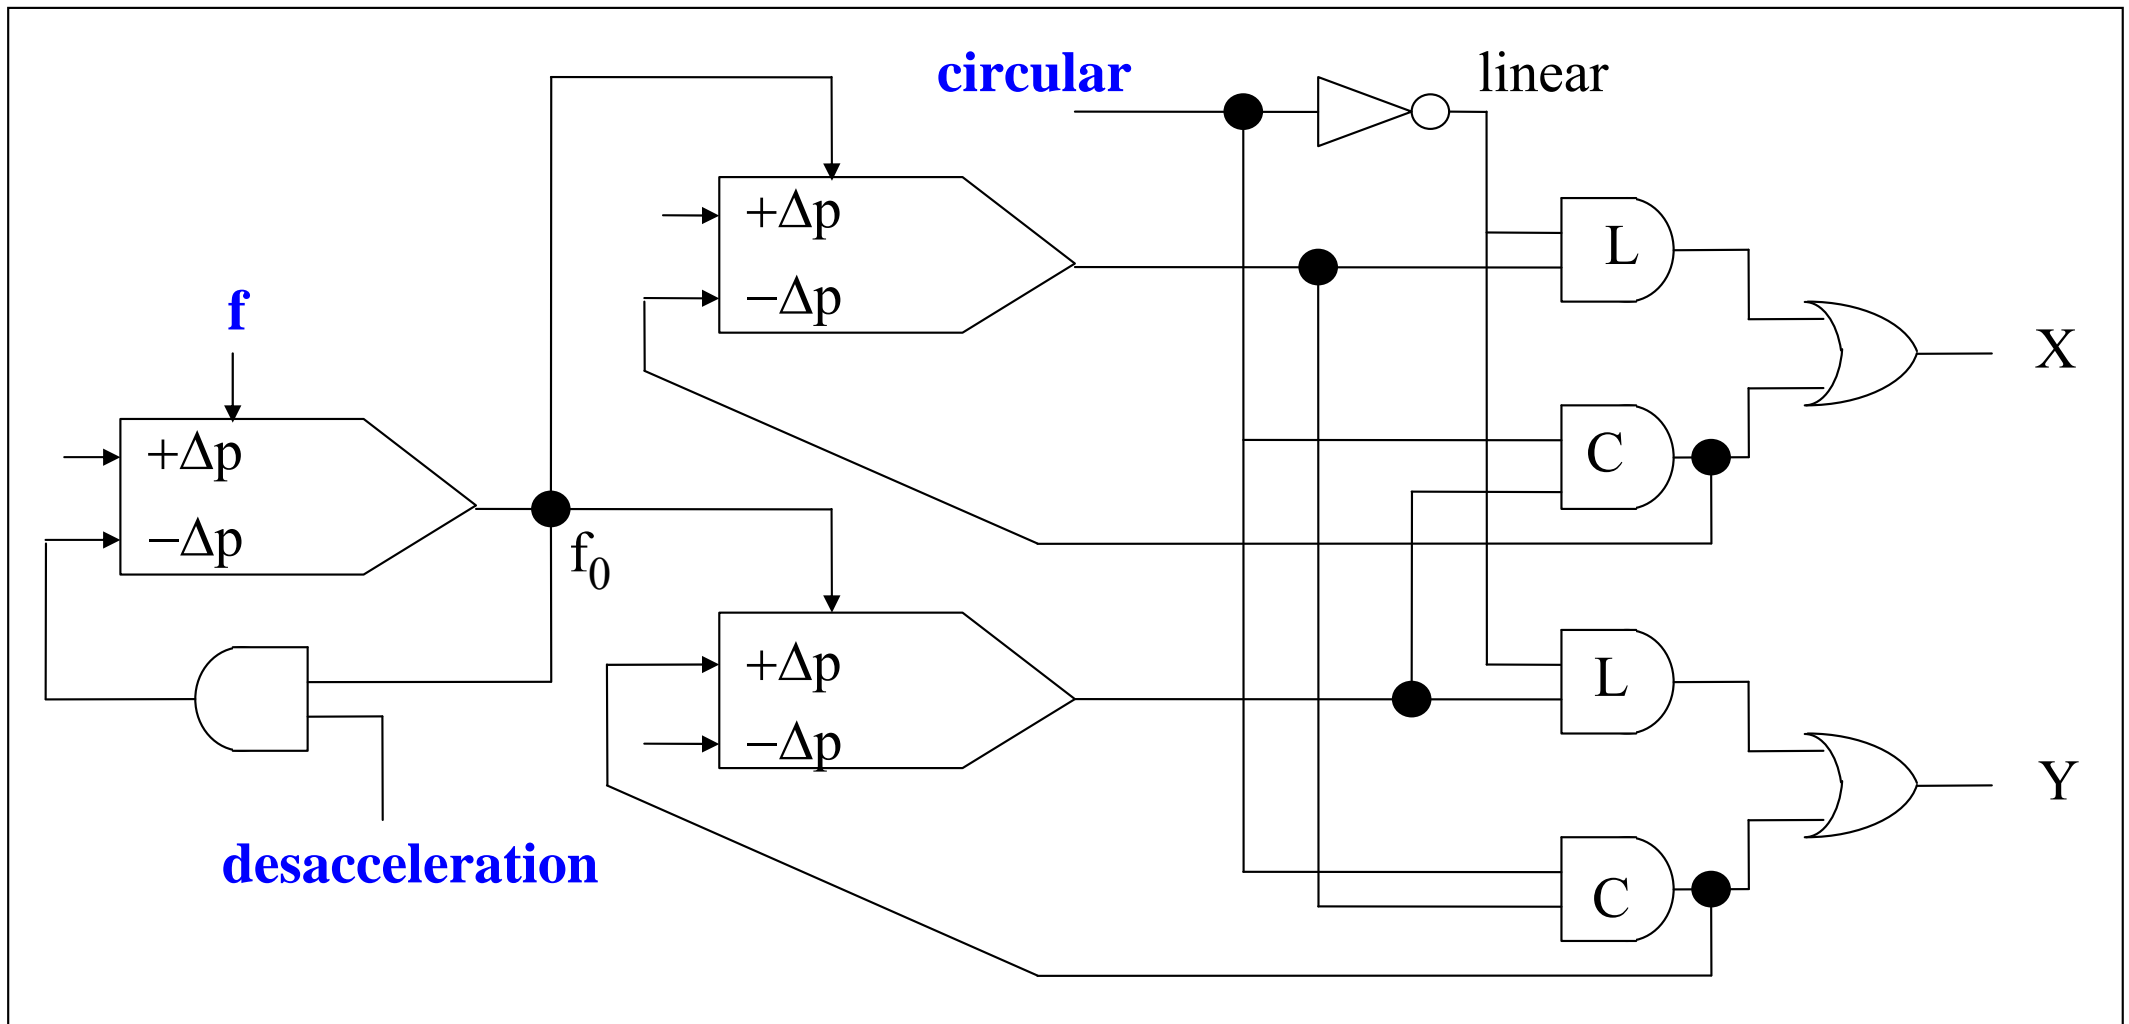 circular
linear
+Δp
−Δp
L
X
C
f
+Δp
−Δp
f0
+Δp
−Δp
L
Y
C
desacceleration